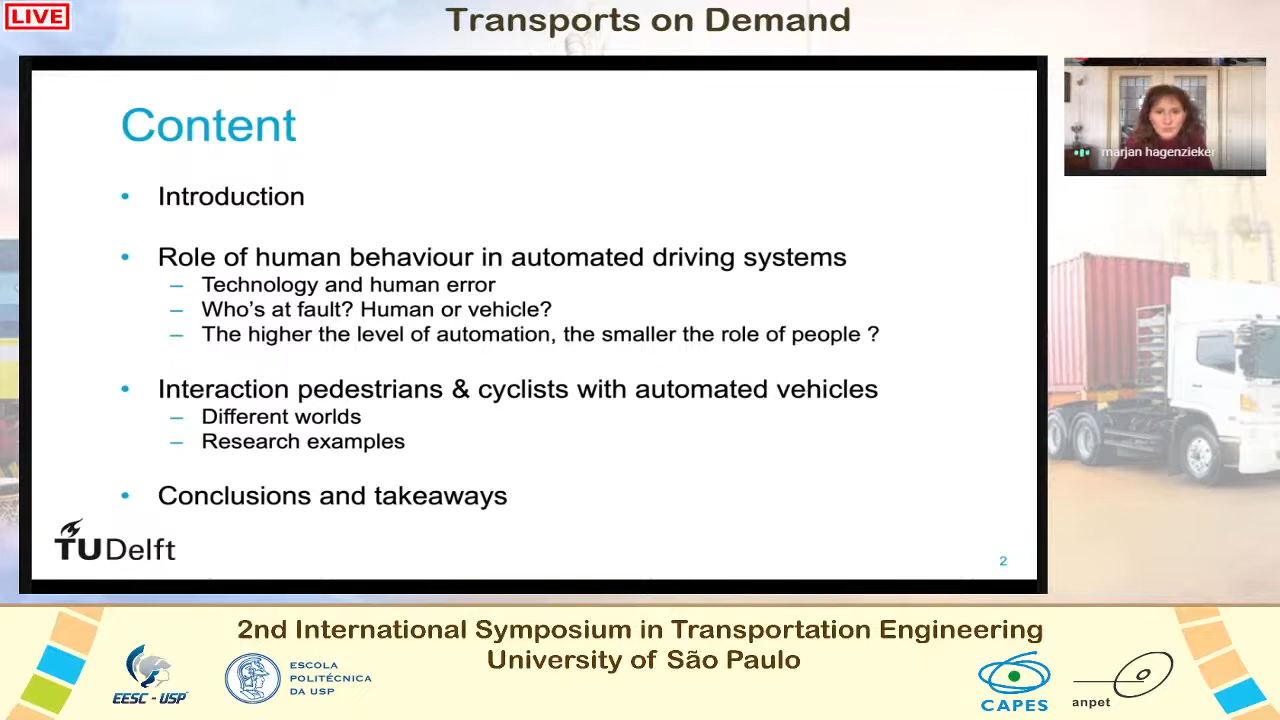 LIVE
Transports on Demand
Content
• Introduction
• Role of human behaviour in automated driving systems
– Technology and human error
– Who's at fault? Human or vehicle?
– The higher the level of automation, the smaller the role of people ?
• Interaction pedestrians & cyclists with automated vehicles
– Different worlds
– Research examples
• Conclusions and takeaways
TU Delft
2
marjan hagenzieker
2nd International Symposium in Transportation Engineering
University of São Paulo
EESC - USP
ESCOLA
POLITÉCNICA
DA USP
CAPES
anpet